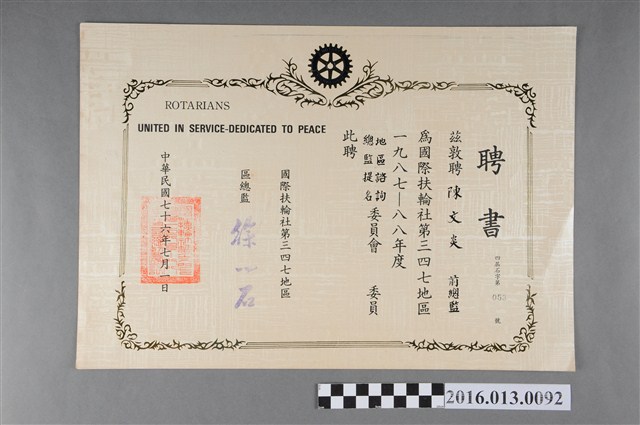 ROTARIANS
UNITED IN SERVICE-DEDICATED TO PEACE
聘書
茲敦聘 陳文炎 前總監
為國際扶輪社第三四七地區
一九八七—八八年度
地區諮詢
總監提名
委員會 委員
此聘
國際扶輪社第三四七地區
區總監
中華民國七十六年七月一日
號
2016.013.0092